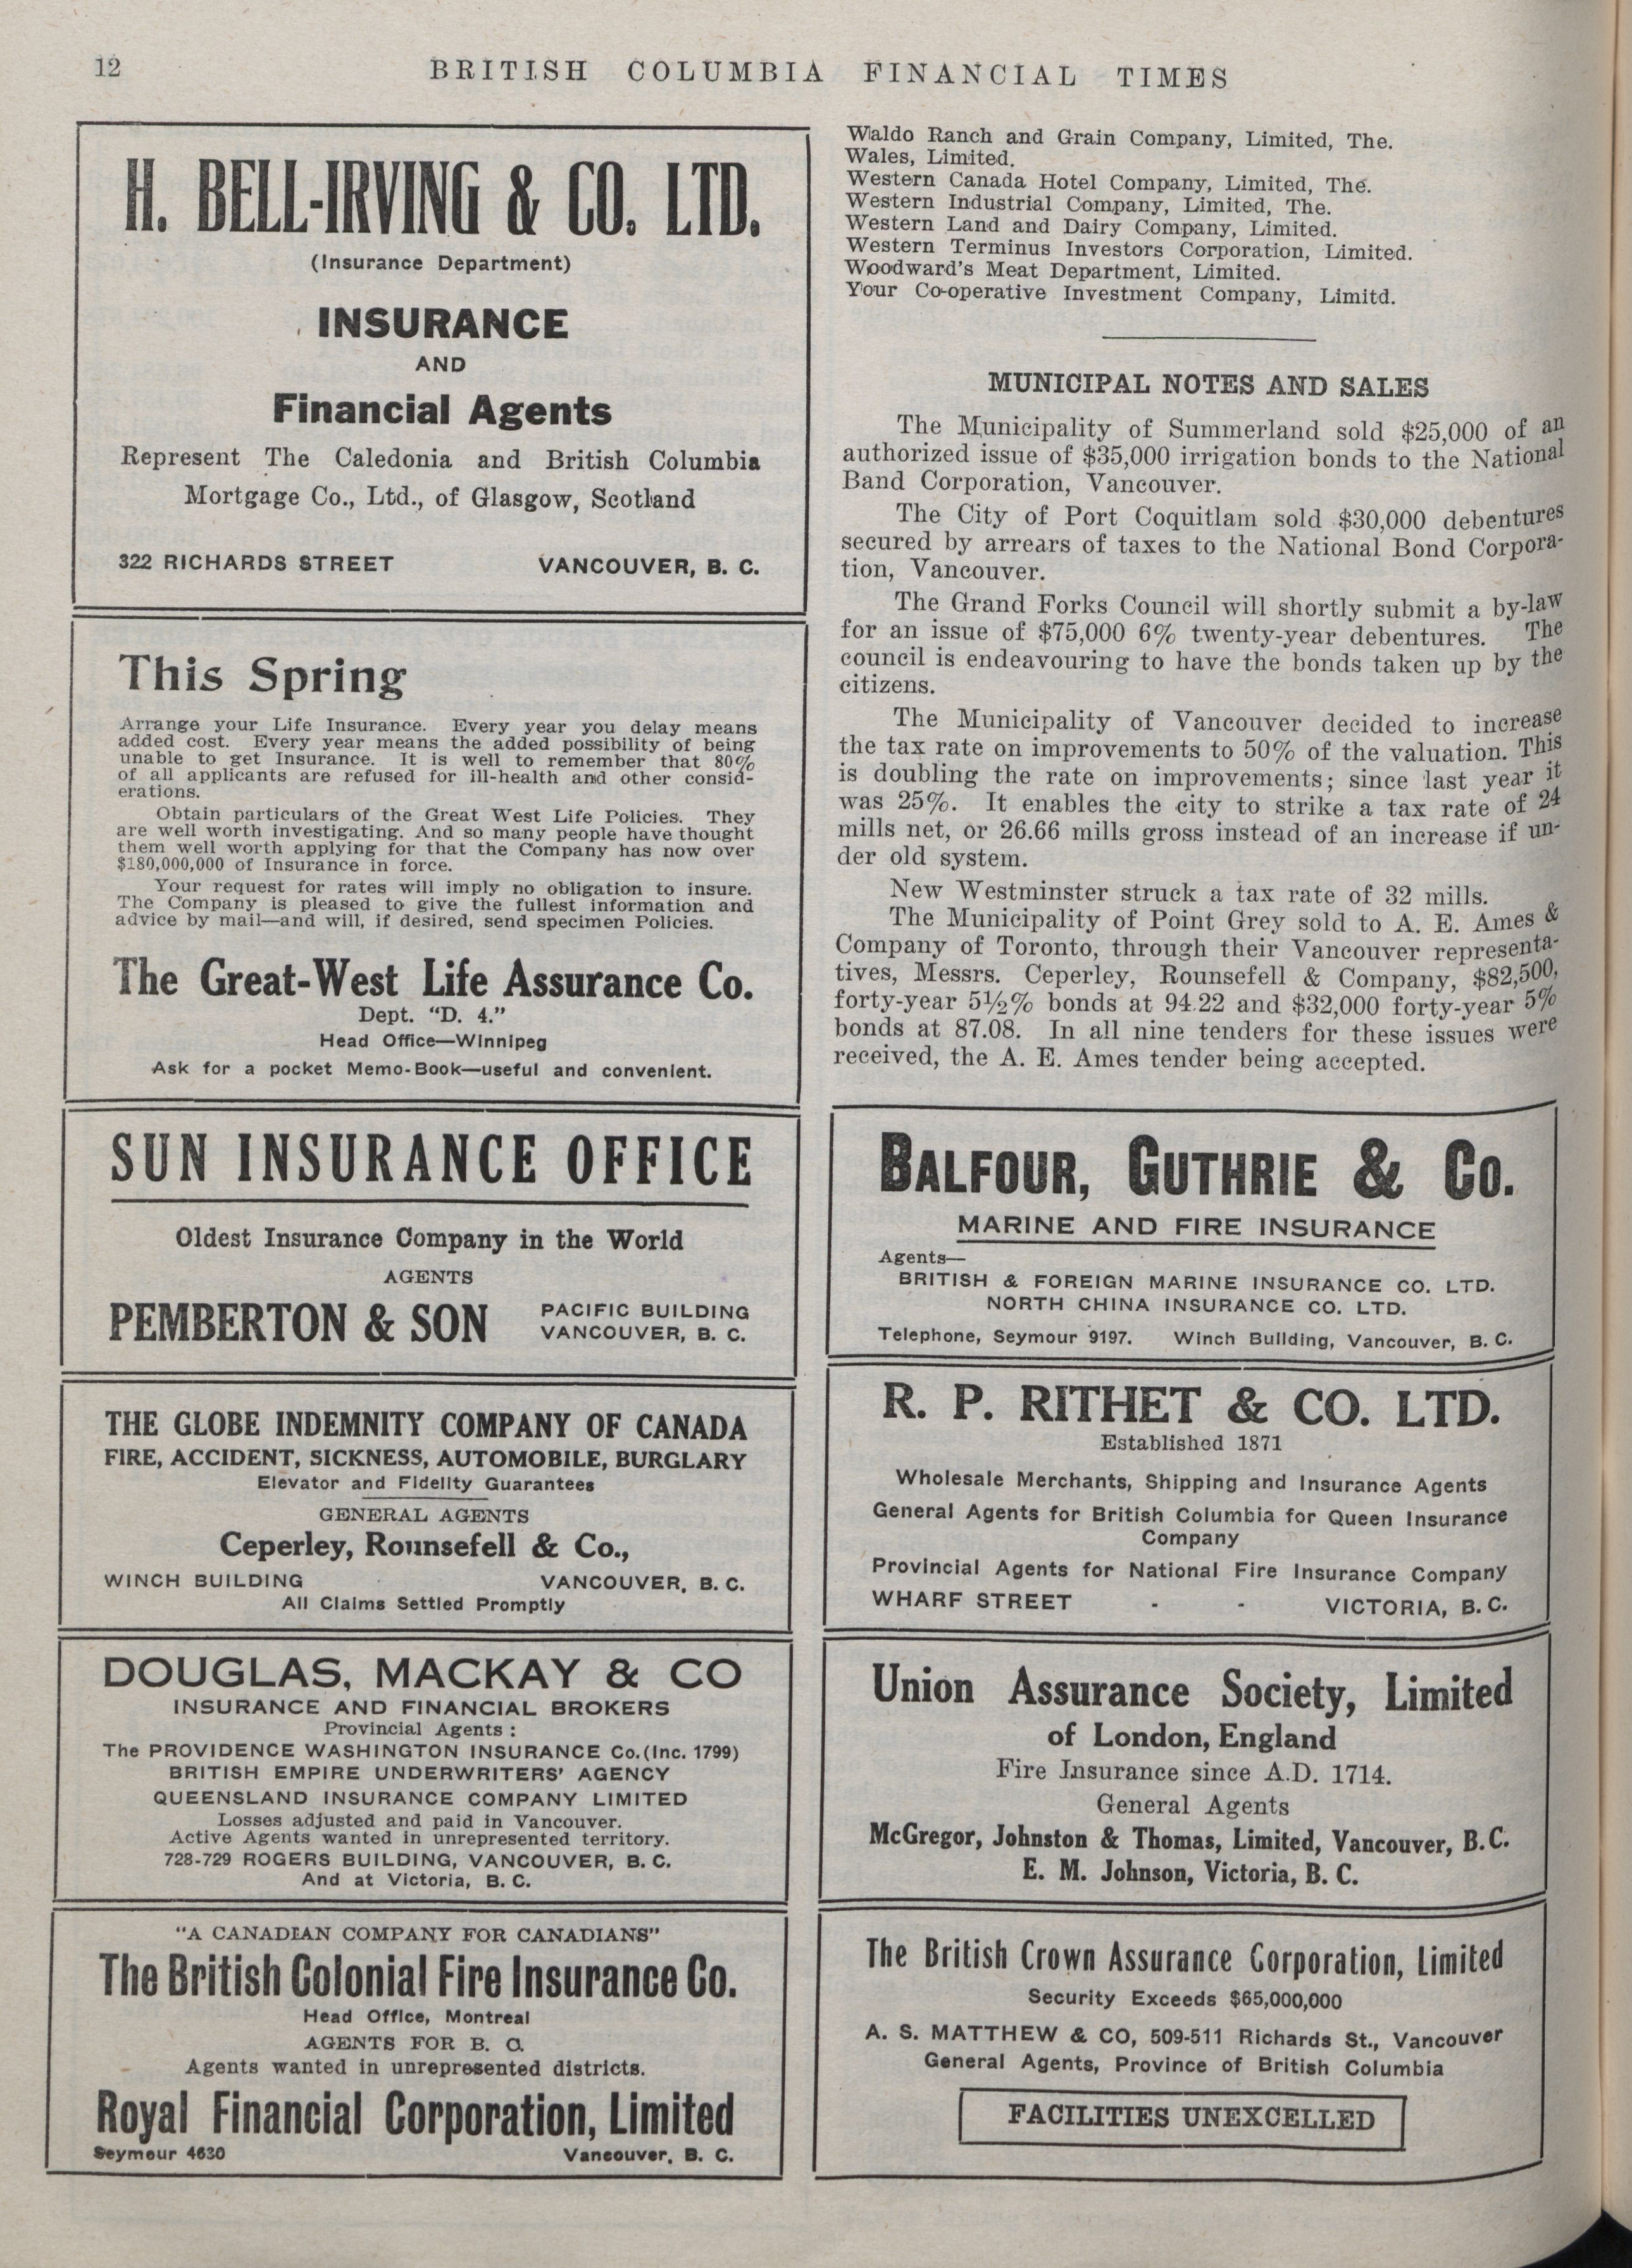 12
BRITISH COLUMBIA FINANCIAL TIMES
H. BELL-IRVING & CO. LTD.
(Insurance Department)
INSURANCE
AND
Financial Agents
Represent The Caledonia and British Columbia
Mortgage Co., Ltd., of Glasgow, Scotland
322 RICHARDS STREET VANCOUVER, B. C.
This Spring
Arrange your Life Insurance. Every year you delay means
added cost. Every year means the added possibility of being
unable to get Insurance. It is well to remember that 80%
of all applicants are refused for ill-health and other consid-
erations.
Obtain particulars of the Great West Life Policies. They
are well worth investigating. And so many people have thought
them well worth applying for that the Company has now over
$180,000,000 of Insurance in force.
Your request for rates will imply no obligation to insure.
The Company is pleased to give the fullest information and
advice by mail—and will, if desired, send specimen Policies.
The Great-West Life Assurance Co.
Dept. "D. 4."
Head Office—Winnipeg
Ask for a pocket Memo-Book—useful and convenient.
SUN INSURANCE OFFICE
Oldest Insurance Company in the World
AGENTS
PEMBERTON & SON
PACIFIC BUILDING
VANCOUVER, B. C.
THE GLOBE INDEMNITY COMPANY OF CANADA
FIRE, ACCIDENT, SICKNESS, AUTOMOBILE, BURGLARY
Elevator and Fidelity Guarantees
GENERAL AGENTS
Ceperley, Rounsefell & Co.,
WINCH BUILDING VANCOUVER, B. C.
All Claims Settled Promptly
DOUGLAS, MACKAY & CO
INSURANCE AND FINANCIAL BROKERS
Provincial Agents :
The PROVIDENCE WASHINGTON INSURANCE Co.(Inc. 1799)
BRITISH EMPIRE UNDERWRITERS' AGENCY
QUEENSLAND INSURANCE COMPANY LIMITED
Losses adjusted and paid in Vancouver.
Active Agents wanted in unrepresented territory.
728-729 ROGERS BUILDING, VANCOUVER, B. C.
And at Victoria, B. C.
"A CANADIAN COMPANY FOR CANADIANS"
The British Colonial Fire Insurance Co.
Head Office, Montreal
AGENTS FOR B. C.
Agents wanted in unrepresented districts.
Royal Financial Corporation, Limited
Seymour 4630 Vancouver, B. C.
Waldo Ranch and Grain Company, Limited, The.
Wales, Limited.
Western Canada Hotel Company, Limited, The.
Western Industrial Company, Limited, The.
Western Land and Dairy Company, Limited.
Western Terminus Investors Corporation, Limited.
Woodward's Meat Department, Limited.
Your Co-operative Investment Company, Limitd.
MUNICIPAL NOTES AND SALES
The Municipality of Summerland sold $25,000 of an
authorized issue of $35,000 irrigation bonds to the National
Band Corporation, Vancouver.
The City of Port Coquitlam sold $30,000 debentures
secured by arrears of taxes to the National Bond Corpora-
tion, Vancouver.
The Grand Forks Council will shortly submit a by-law
for an issue of $75,000 6% twenty-year debentures. The
council is endeavouring to have the bonds taken up by the
citizens.
The Municipality of Vancouver decided to increase
the tax rate on improvements to 50% of the valuation. This
is doubling the rate on improvements; since last year it
was 25%. It enables the city to strike a tax rate of 24
mills net, or 26.66 mills gross instead of an increase if un-
der old system.
New Westminster struck a tax rate of 32 mills.
The Municipality of Point Grey sold to A. E. Ames &
Company of Toronto, through their Vancouver representa-
tives, Messrs. Ceperley, Rounsefell & Company, $82,500,
forty-year 5½% bonds at 94.22 and $32,000 forty-year 5%
bonds at 87.08. In all nine tenders for these issues were
received, the A. E. Ames tender being accepted.
BALFOUR, GUTHRIE & CO.
MARINE AND FIRE INSURANCE
Agents—
BRITISH & FOREIGN MARINE INSURANCE CO. LTD.
NORTH CHINA INSURANCE CO. LTD.
Telephone, Seymour 9197. Winch Building, Vancouver, B. C.
R. P. RITHET & CO. LTD.
Established 1871
Wholesale Merchants, Shipping and Insurance Agents
General Agents for British Columbia for Queen Insurance
Company
Provincial Agents for National Fire Insurance Company
WHARF STREET - - VICTORIA, B. C.
Union Assurance Society, Limited
of London, England
Fire Insurance since A.D. 1714.
General Agents
McGregor, Johnston & Thomas, Limited, Vancouver, B.C.
E. M. Johnson, Victoria, B. C.
The British Crown Assurance Corporation, Limited
Security Exceeds $65,000,000
A. S. MATTHEW & CO, 509-511 Richards St., Vancouver
General Agents, Province of British Columbia
FACILITIES UNEXCELLED